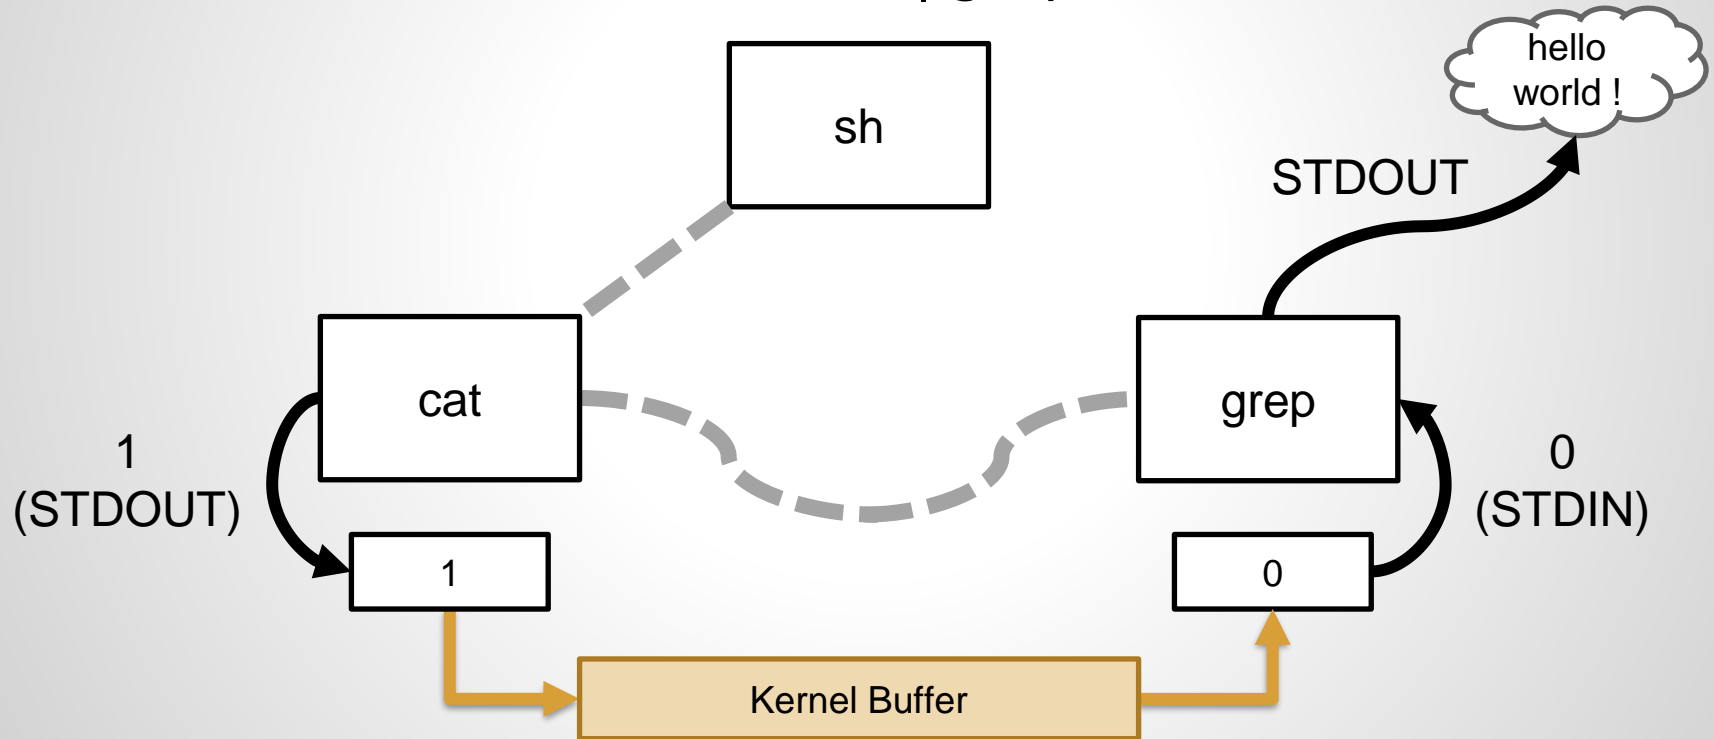 hello
world !
sh
STDOUT
cat
grep
1
(STDOUT)
0
(STDIN)
1
0
Kernel Buffer